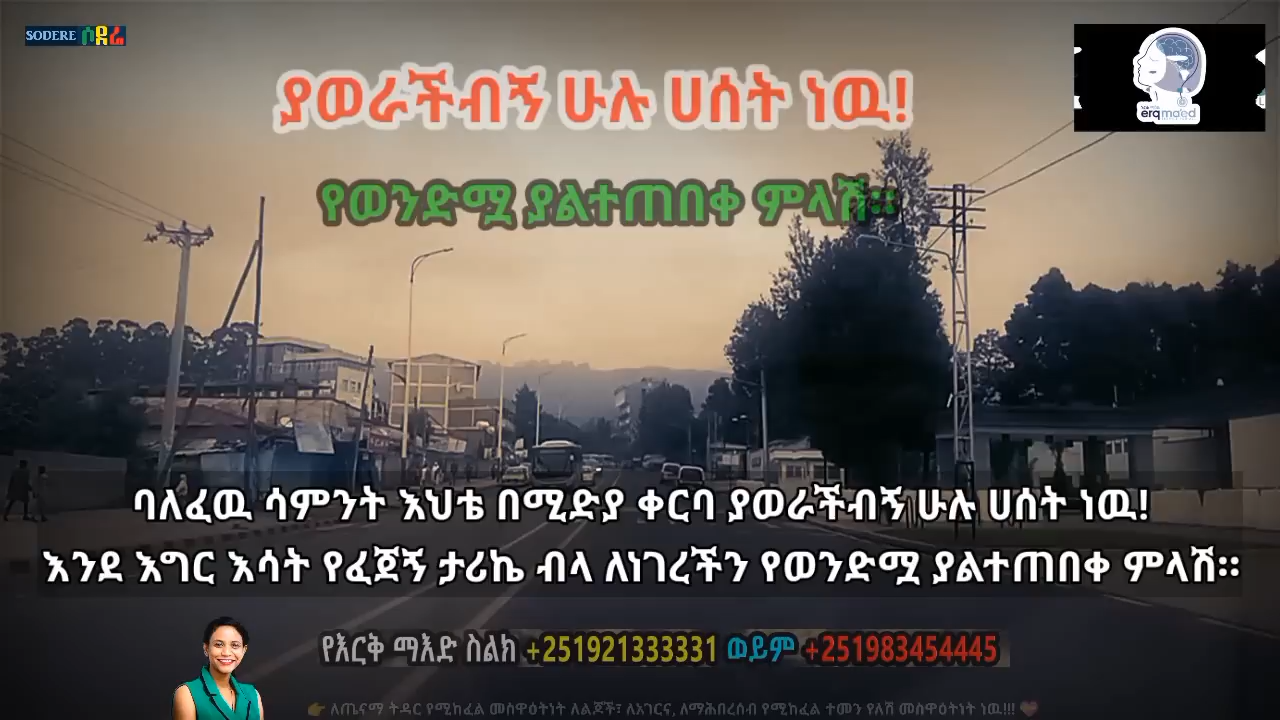 SODERE ሶደሬ
ያወራችብኝ ሁሉ ሀሰት ነዉ!
erqmaed
የወንድሟ ያልተጠበቀ ምላሽ።
ባለፈዉ ሳምንት እህቴ በሚድያ ቀርባ ያወራችብኝ ሁሉ ሀሰት ነዉ!
እንደ እግር እሳት የፈጀኝ ታሪኬ ብላ ለነገረችን የወንድሟ ያልተጠበቀ ምላሽ።
የእርቅ ማእድ ስልክ +251921333331 ወይም +251983454445
👉 ለጤናማ ትዳር የሚከፈል መስዋዕትነት ለልጆች፣ ለአገርና, ለማሕበረሰብ የሚከፈል ተመን የለሽ መስዋዕትነት ነዉ!!! ❤